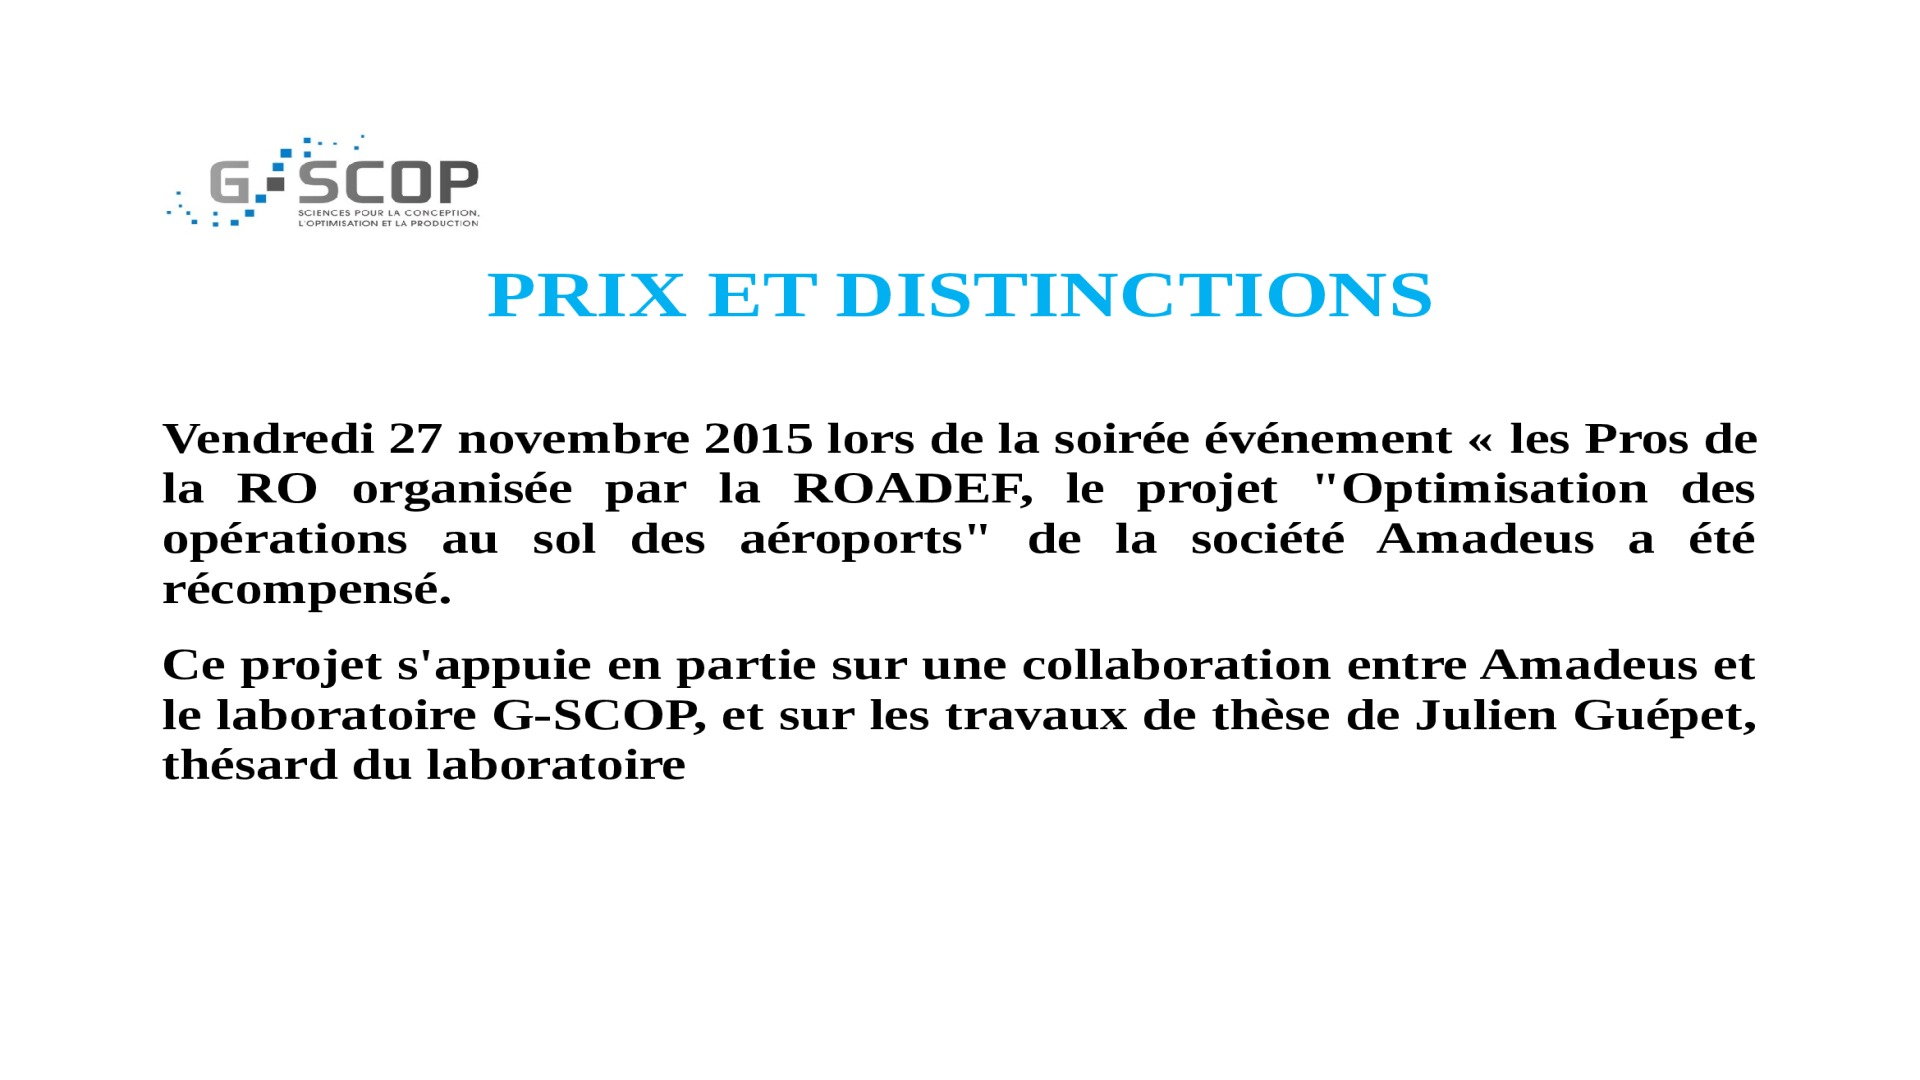 G-SCOP
SCIENCES POUR LA CONCEPTION,
L'OPTIMISATION ET LA PRODUCTION
PRIX ET DISTINCTIONS
Vendredi 27 novembre 2015 lors de la soirée événement « les Pros de
la RO organisée par la ROADEF, le projet "Optimisation des
opérations au sol des aéroports" de la société Amadeus a été
récompensé.
Ce projet s'appuie en partie sur une collaboration entre Amadeus et
le laboratoire G-SCOP, et sur les travaux de thèse de Julien Guépet,
thésard du laboratoire